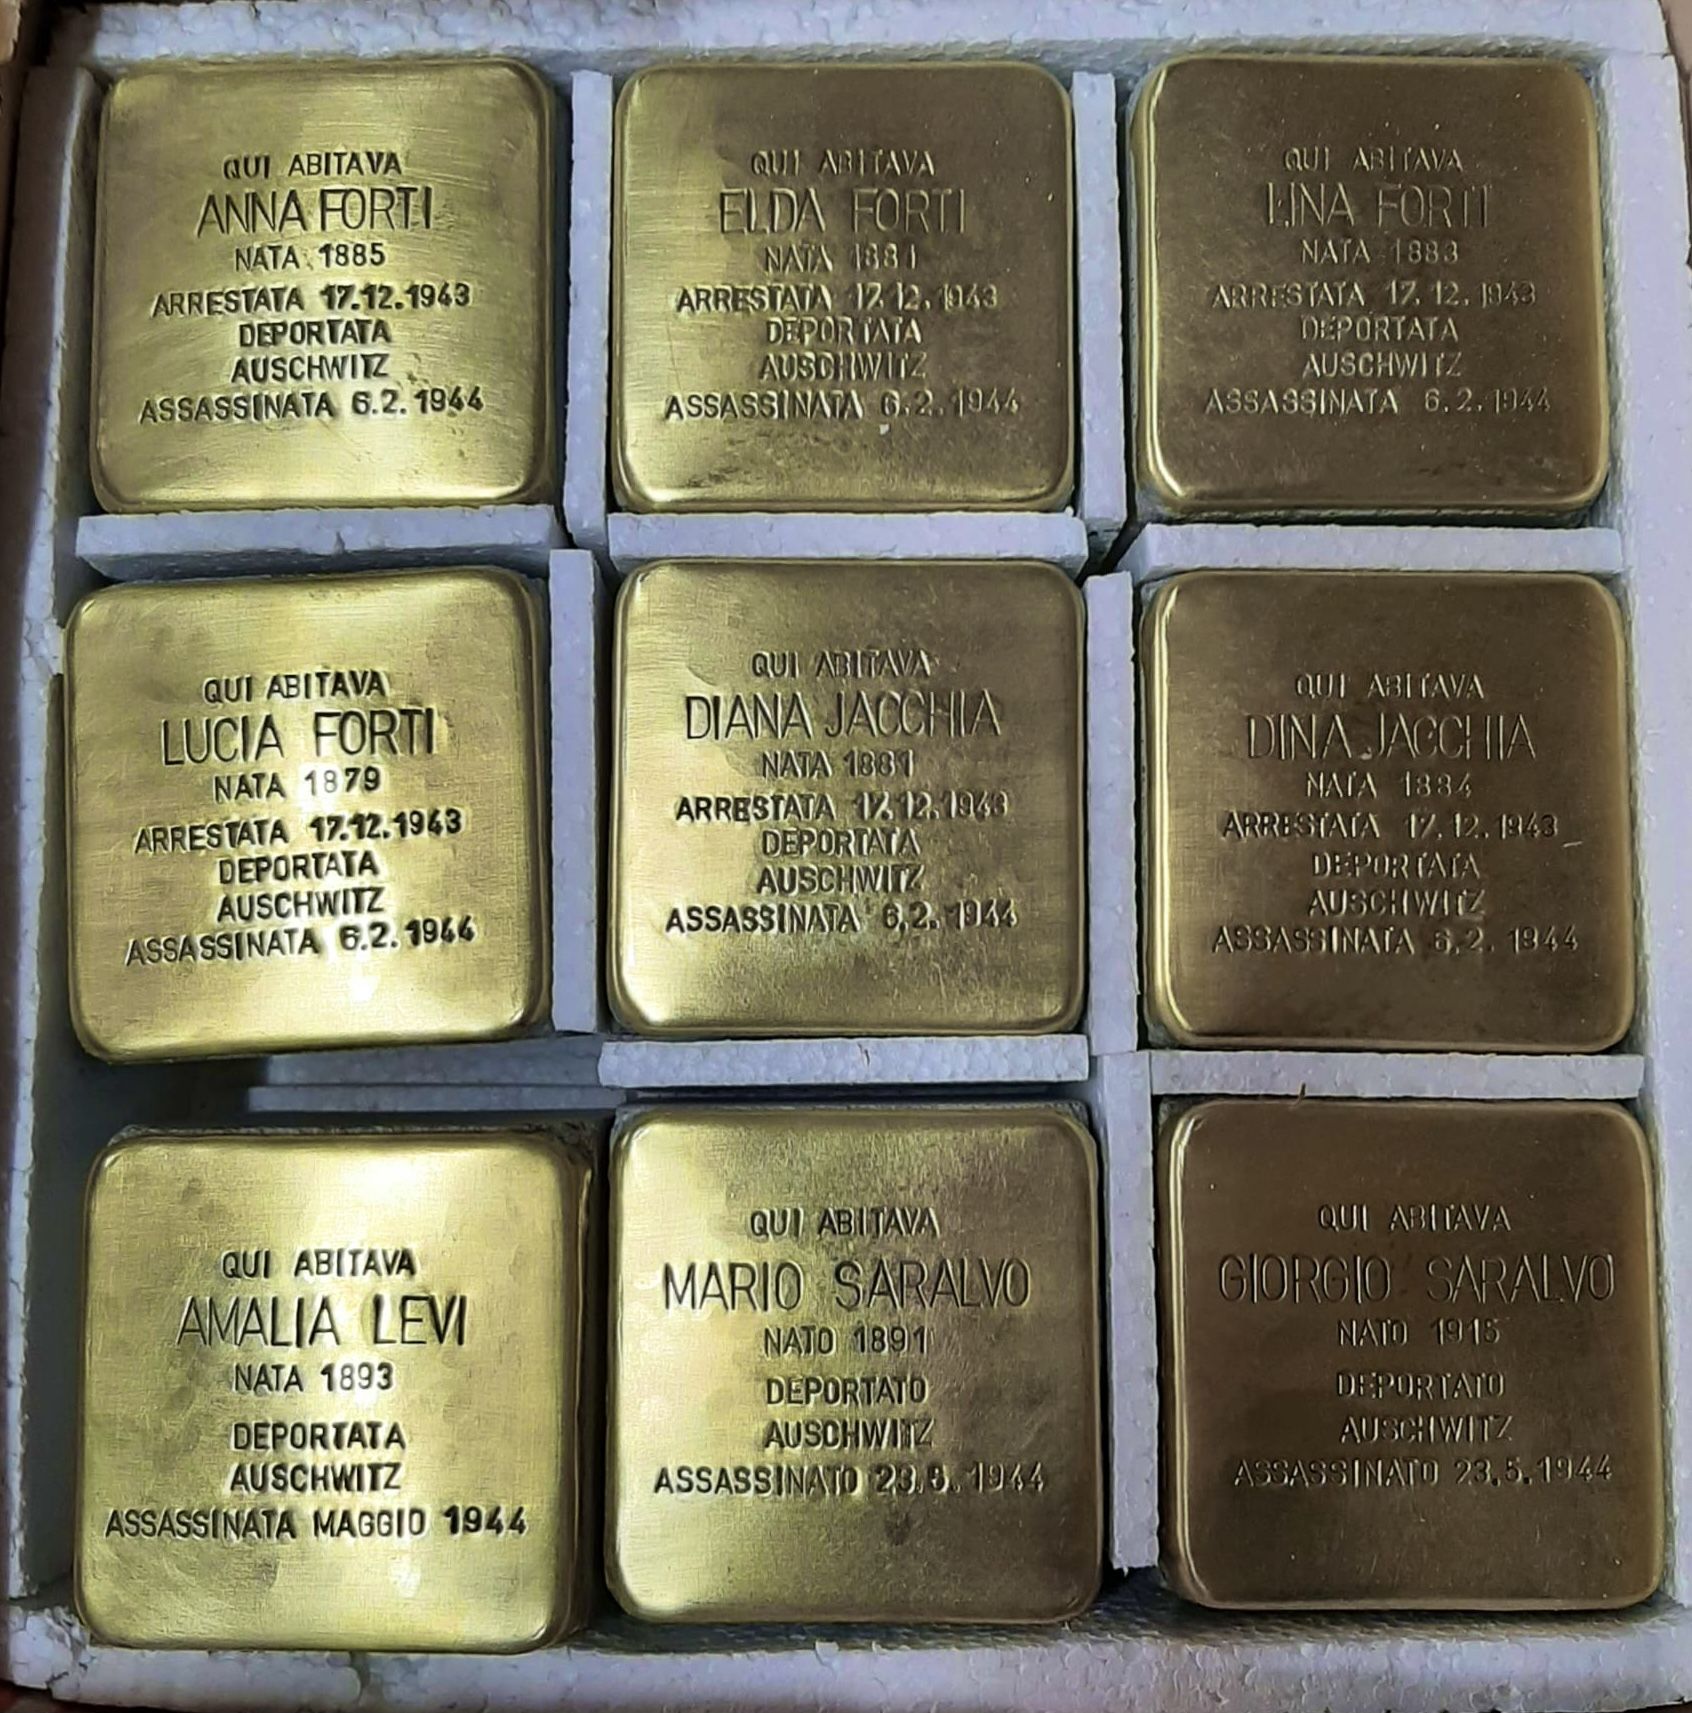 QUI ABITAVA
ANNA FORTI
NATA 1885
ARRESTATA 17.12.1943
DEPORTATA
AUSCHWITZ
ASSASSINATA 6.2.1944
QUI ABITAVA
ELDA FORTI
NATA 1881
ARRESTATA 17.12.1943
DEPORTATA
AUSCHWITZ
ASSASSINATA 6.2.1944
QUI ABITAVA
LINA FORTI
NATA 1883
ARRESTATA 17.12.1943
DEPORTATA
AUSCHWITZ
ASSASSINATA 6.2.1944
QUI ABITAVA
LUCIA FORTI
NATA 1879
ARRESTATA 17.12.1943
DEPORTATA
AUSCHWITZ
ASSASSINATA 6.2.1944
QUI ABITAVA
DIANA JACCHIA
NATA 1881
ARRESTATA 17.12.1943
DEPORTATA
AUSCHWITZ
ASSASSINATA 6.2.1944
QUI ABITAVA
DINA JACCHIA
NATA 1884
ARRESTATA 17.12.1943
DEPORTATA
AUSCHWITZ
ASSASSINATA 6.2.1944
QUI ABITAVA
AMALIA LEVI
NATA 1893
DEPORTATA
AUSCHWITZ
ASSASSINATA MAGGIO 1944
QUI ABITAVA
MARIO SARALVO
NATO 1891
DEPORTATO
AUSCHWITZ
ASSASSINATO 23.5.1944
QUI ABITAVA
GIORGIO SARALVO
NATO 1915
DEPORTATO
AUSCHWITZ
ASSASSINATO 23.5.1944